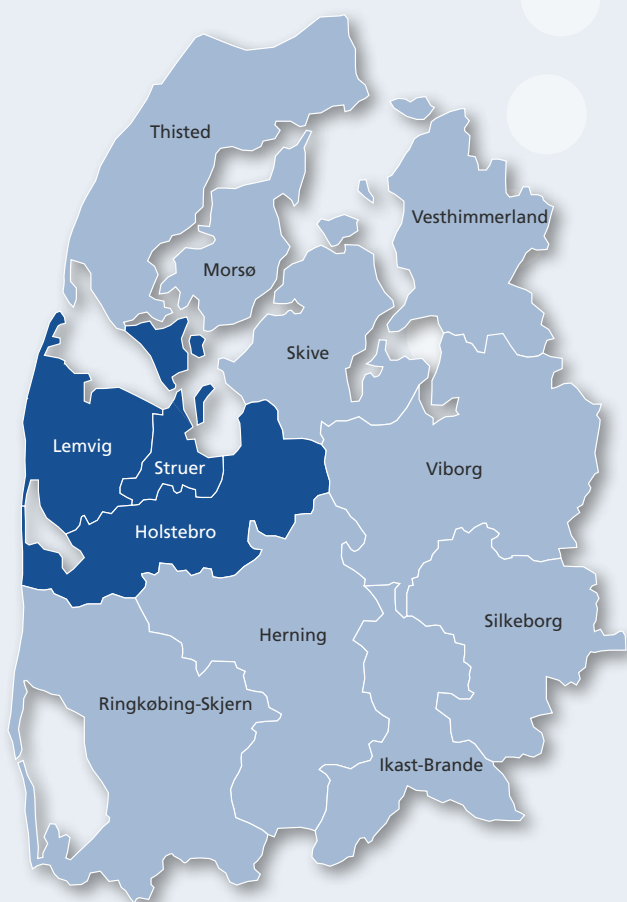 Thisted
Vesthimmerland
Morsø
Skive
Lemvig
Struer
Viborg
Holstebro
Silkeborg
Herning
Ringkøbing-Skjern
Ikast-Brande